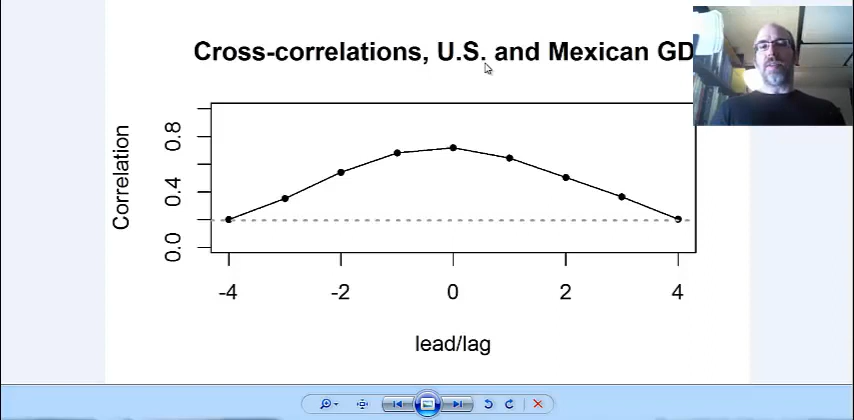 Cross-correlations, U.S. and Mexican GD
Correlation
0.8
0.4
0.0
-4 -2 0 2 4
lead/lag